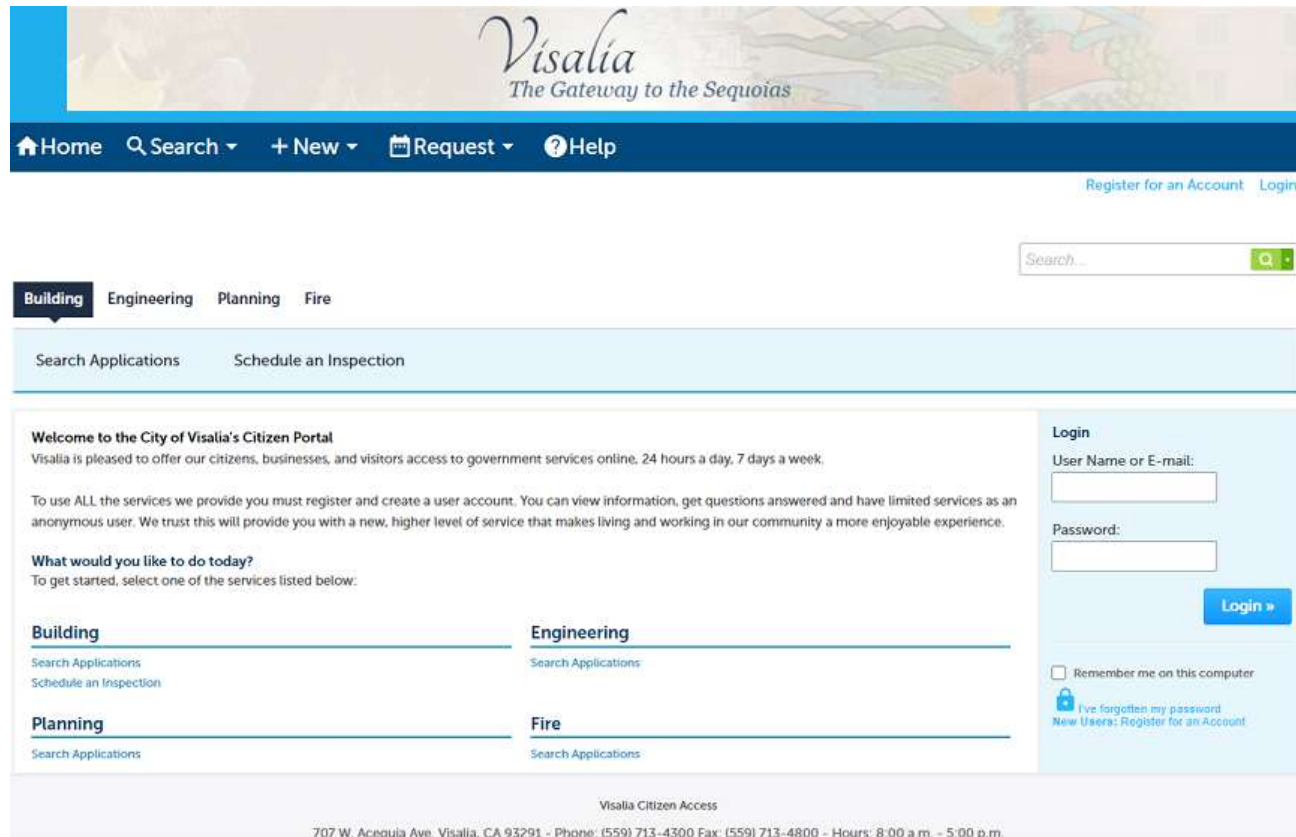 Visalia
The Gateway to the Sequoias
Home Search + New Request Help
Register for an Account Login
Search...
Building Engineering Planning Fire
Search Applications Schedule an Inspection
Welcome to the City of Visalia's Citizen Portal
Visalia is pleased to offer our citizens, businesses, and visitors access to government services online, 24 hours a day, 7 days a week.
To use ALL the services we provide you must register and create a user account. You can view information, get questions answered and have limited services as an
anonymous user. We trust this will provide you with a new, higher level of service that makes living and working in our community a more enjoyable experience.
What would you like to do today?
To get started, select one of the services listed below:
Building
Search Applications
Schedule an Inspection
Engineering
Search Applications
Planning
Search Applications
Fire
Search Applications
Login
User Name or E-mail:
Password:
Login »
Remember me on this computer
I've forgotten my password
New Users: Register for an Account
Visalia Citizen Access
707 W. Acequia Ave. Visalia, CA 93291 - Phone: (559) 713-4300 Fax: (559) 713-4800 - Hours: 8:00 a.m. - 5:00 p.m.